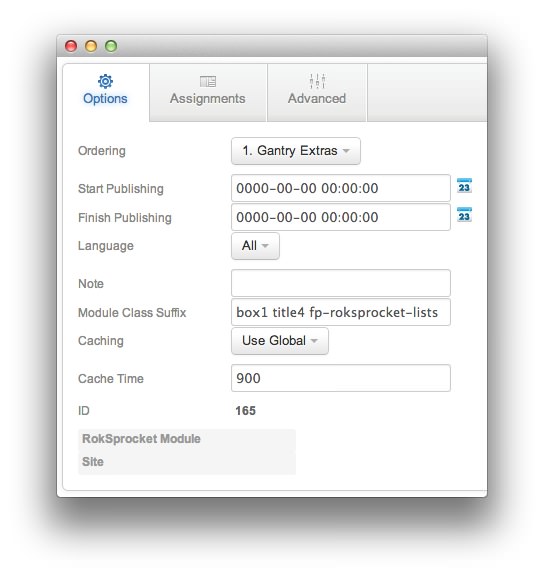 Options
Assignments
Advanced
Ordering
1. Gantry Extras
Start Publishing
0000-00-00 00:00:00
23
Finish Publishing
0000-00-00 00:00:00
23
Language
All
Note
Module Class Suffix
box1 title4 fp-roksprocket-lists
Caching
Use Global
Cache Time
900
ID
165
RokSprocket Module
Site